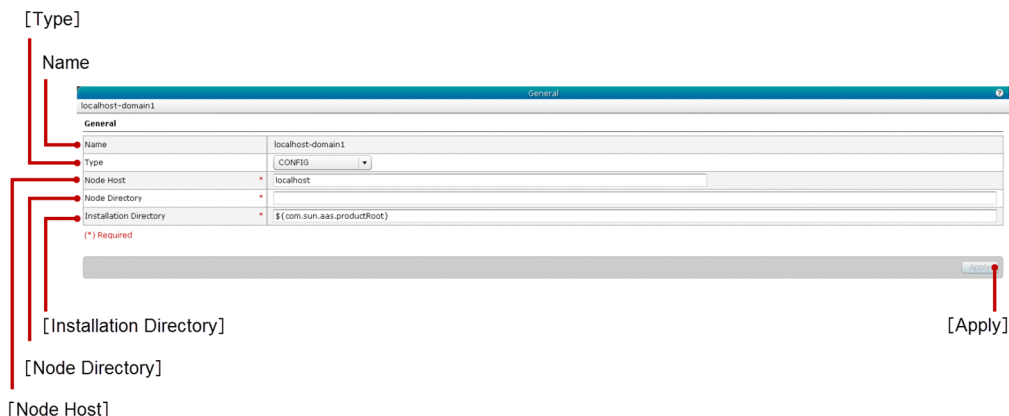 [Type]
Name
General
?
localhost-domain1
General
Name localhost-domain1
Type CONFIG
Node Host * localhost
Node Directory *
Installation Directory * ${com.sun.aas.productRoot}
(*) Required
Apply
[Installation Directory]
[Apply]
[Node Directory]
[Node Host]